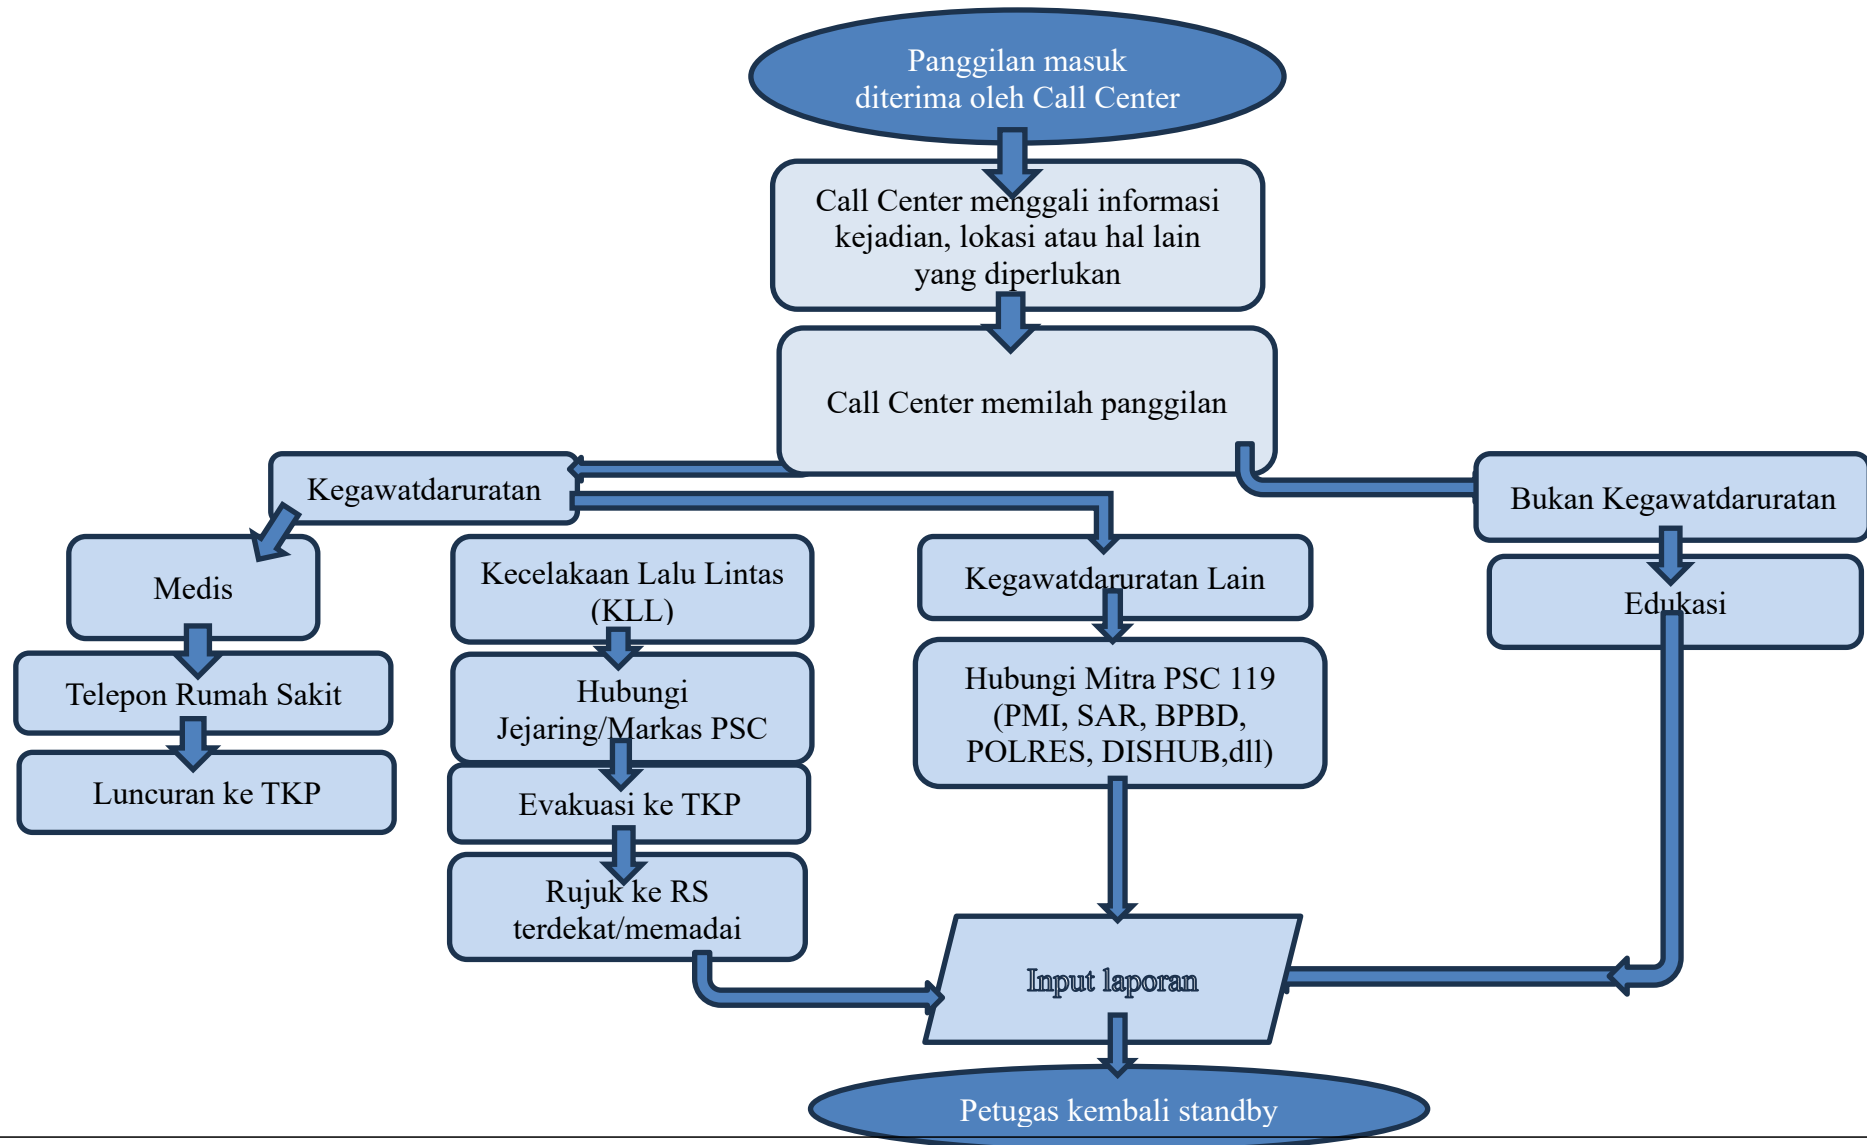 Panggilan masuk
diterima oleh Call Center
Call Center menggali informasi
kejadian, lokasi atau hal lain
yang diperlukan
Call Center memilah panggilan
Kegawatdaruratan
Bukan Kegawatdaruratan
Medis
Kecelakaan Lalu Lintas
(KLL)
Kegawatdaruratan Lain
Edukasi
Telepon Rumah Sakit
Hubungi
Jejaring/Markas PSC
Hubungi Mitra PSC 119
(PMI, SAR, BPBD,
POLRES, DISHUB,dll)
Luncuran ke TKP
Evakuasi ke TKP
Rujuk ke RS
terdekat/memadai
Input laporan
Petugas kembali standby